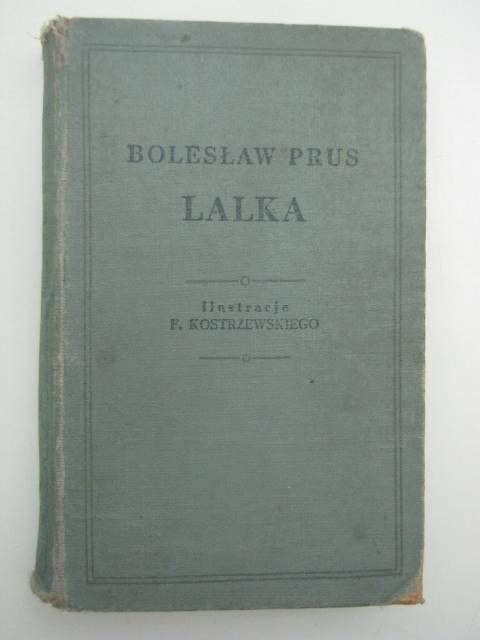 BOLESŁAW PRUS
LALKA
Ilustracje
F. KOSTRZEWSKIEGO